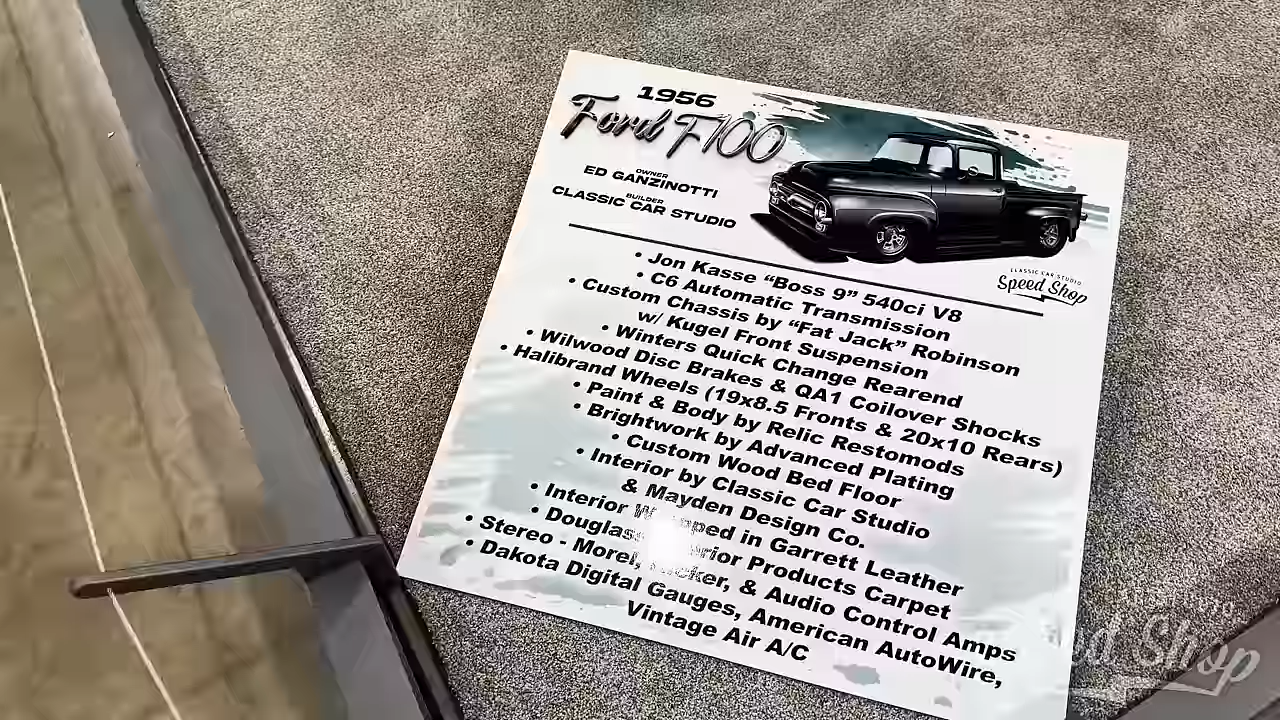 1956
Ford F100
OWNER
ED GANZINOTTI
BUILDER
CLASSIC CAR STUDIO
CLASSIC CAR STUDIO
Speed Shop
• Jon Kasse “Boss 9” 540ci V8
• C6 Automatic Transmission
• Custom Chassis by “Fat Jack” Robinson
w/ Kugel Front Suspension
• Winters Quick Change Rearend
• Wilwood Disc Brakes & QA1 Coilover Shocks
• Halibrand Wheels (19x8.5 Fronts & 20x10 Rears)
• Paint & Body by Relic Restomods
• Brightwork by Advanced Plating
• Custom Wood Bed Floor
• Interior by Classic Car Studio
& Mayden Design Co.
• Interior in Garrett Leather
• Douglass Products Carpet
• Stereo - Morel, & Audio Control Amps
• Dakota Digital Gauges, American AutoWire,
Vintage Air A/C
Shop